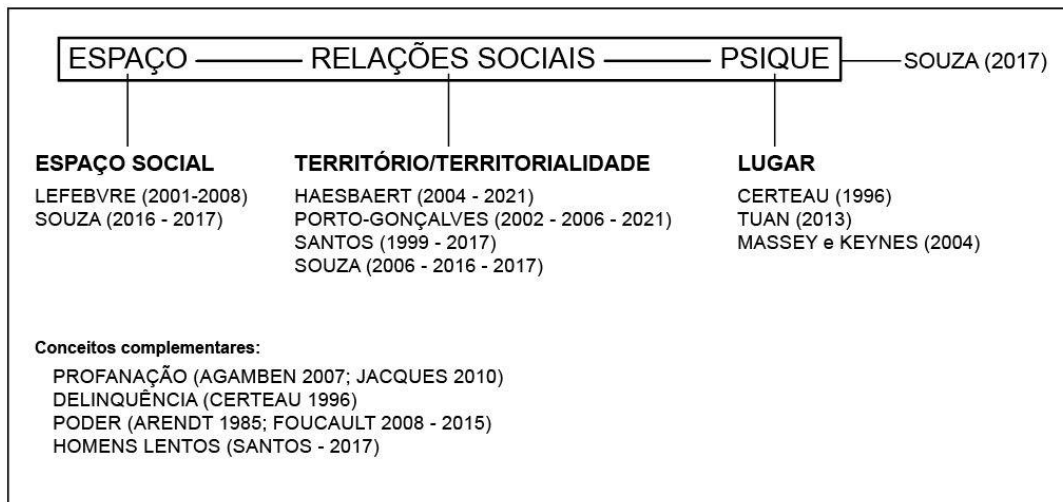 ESPAÇO RELAÇÕES SOCIAIS PSIQUE SOUZA (2017)
ESPAÇO SOCIAL
LEFEBVRE (2001-2008)
SOUZA (2016 - 2017)
TERRITÓRIO/TERRITORIALIDADE
HAESBAERT (2004 - 2021)
PORTO-GONÇALVES (2002 - 2006 - 2021)
SANTOS (1999 - 2017)
SOUZA (2006 - 2016 - 2017)
LUGAR
CERTEAU (1996)
TUAN (2013)
MASSEY e KEYNES (2004)
Conceitos complementares:
PROFANAÇÃO (AGAMBEN 2007; JACQUES 2010)
DELINQUÊNCIA (CERTEAU 1996)
PODER (ARENDT 1985; FOUCAULT 2008 - 2015)
HOMENS LENTOS (SANTOS - 2017)